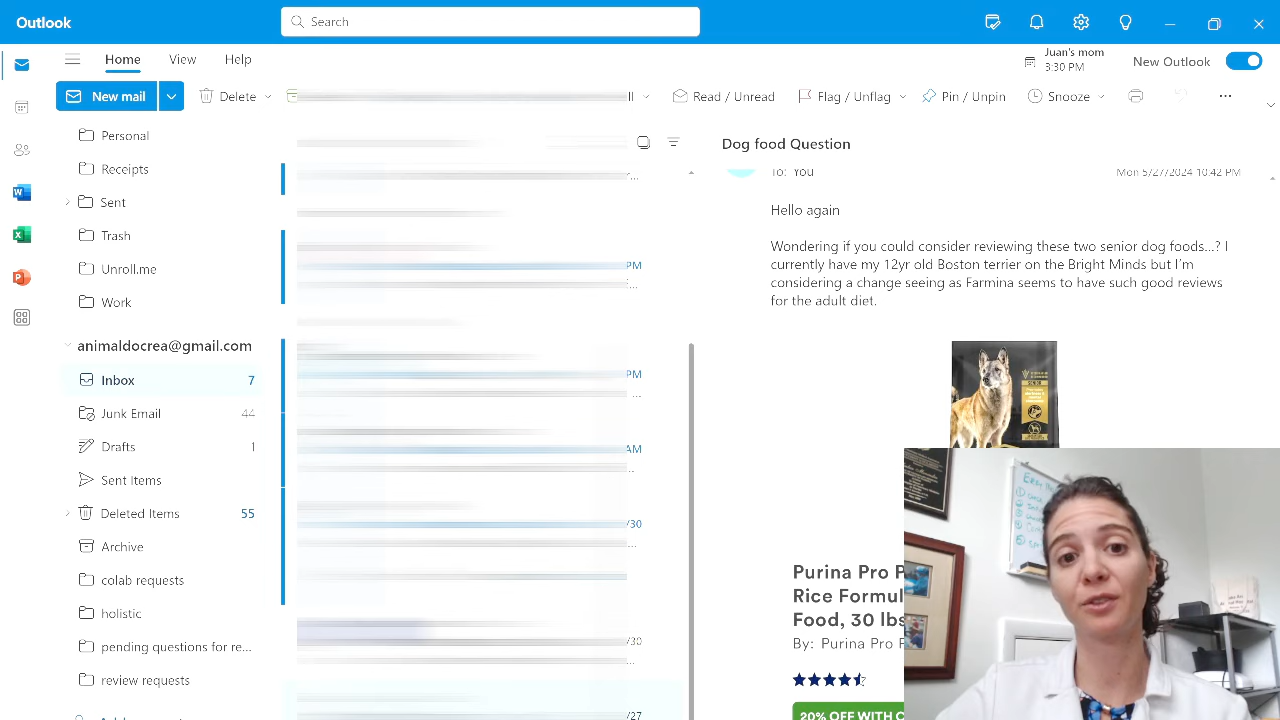 Outlook
Search
Home
View
Help
Juan's mom
3:30 PM
New Outlook
New mail
Delete
Read / Unread
Flag / Unflag
Pin / Unpin
Snooze
Personal
Receipts
Sent
Trash
Unroll.me
Work
animaldocrea@gmail.com
Inbox 7
Junk Email 44
Drafts 1
Sent Items
Deleted Items 55
Archive
colab requests
holistic
pending questions for re...
review requests
PM
PM
AM
/30
/30
/27
Dog food Question
To: You
Mon 5/27/2024 10:42 PM
Hello again
Wondering if you could consider reviewing these two senior dog foods...? I
currently have my 12yr old Boston terrier on the Bright Minds but I'm
considering a change seeing as Farmina seems to have such good reviews
for the adult diet.
Purina Pro P
Rice Formul
Food, 30 lbs
By: Purina Pro F
20% OFF WITH C